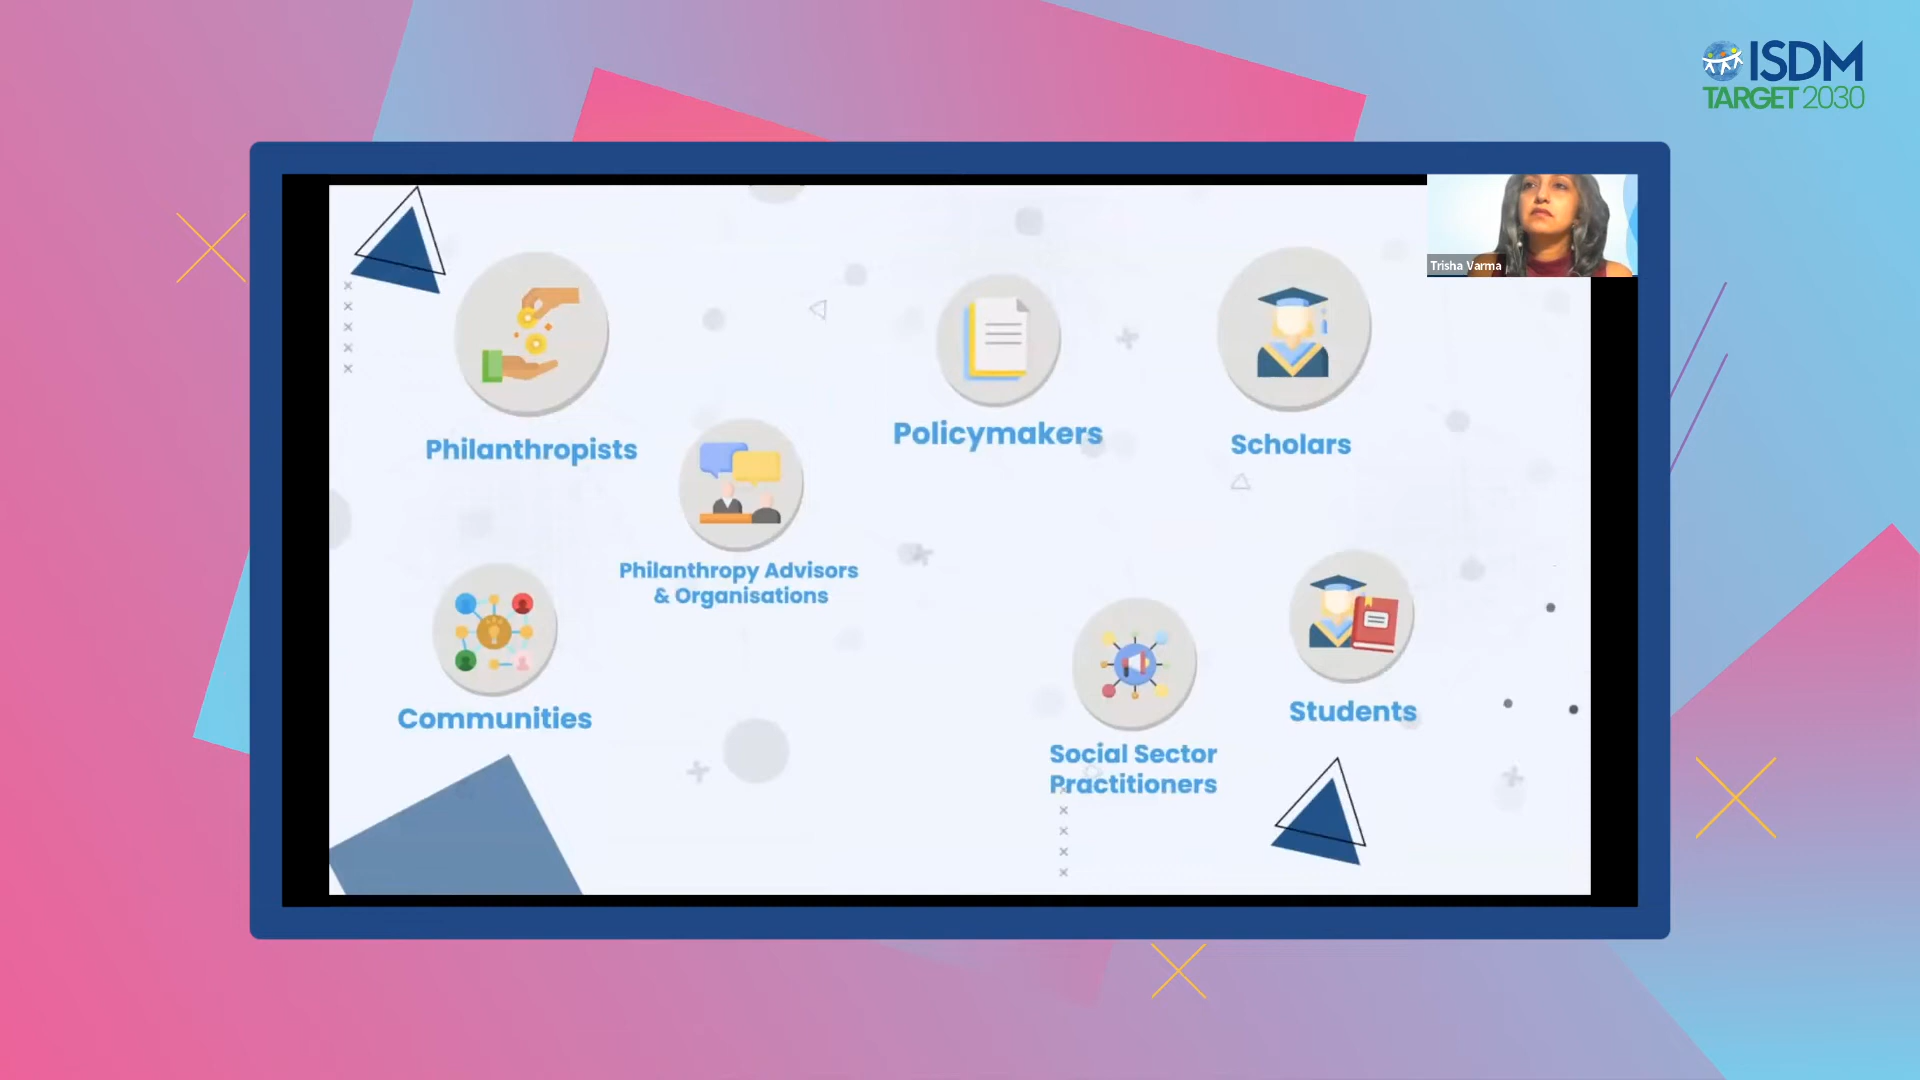 ISDM
TARGET 2030
Trisha Varma
Philanthropists
Policymakers
Scholars
Philanthropy Advisors
& Organisations
Communities
Students
Social Sector
Practitioners